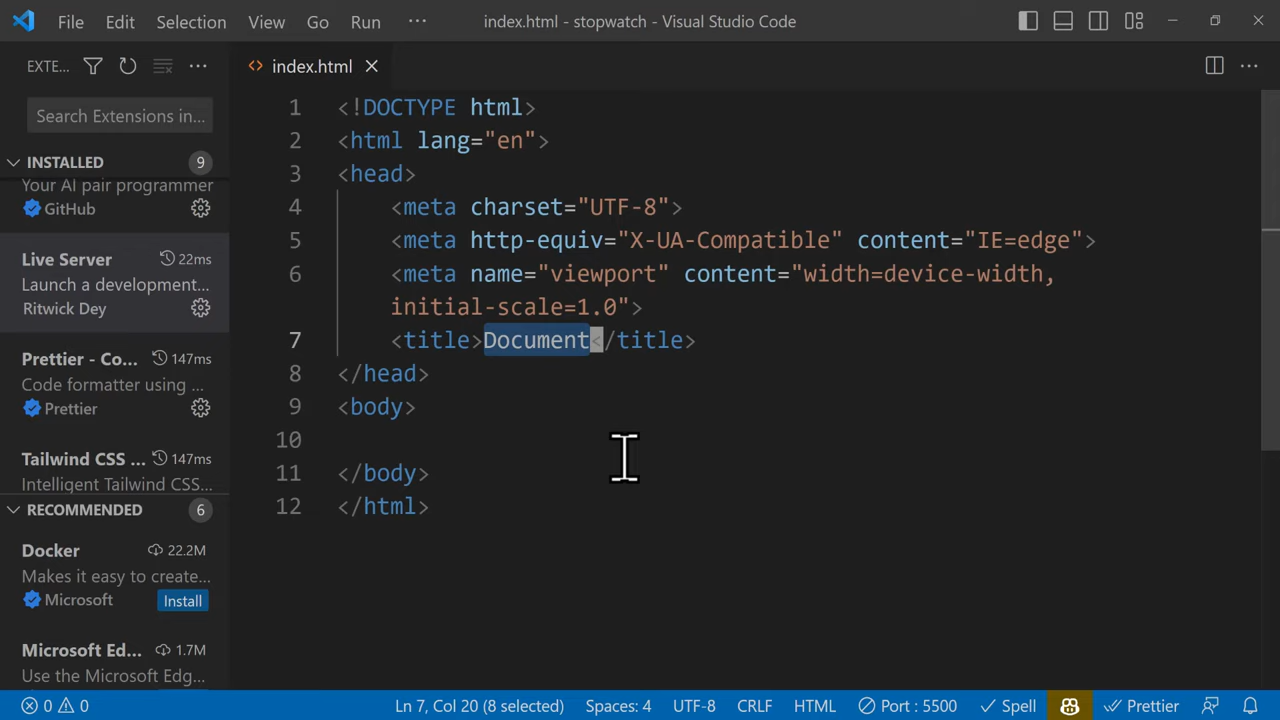 File Edit Selection View Go Run ··· index.html - stopwatch - Visual Studio Code
EXTE... ··· index.html
Search Extensions in...
INSTALLED 9
Your AI pair programmer
GitHub
Live Server 22ms
Launch a development...
Ritwick Dey
Prettier - Co... 147ms
Code formatter using ...
Prettier
Tailwind CSS ... 147ms
Intelligent Tailwind CSS...
RECOMMENDED 6
Docker 22.2M
Makes it easy to create...
Microsoft Install
Microsoft Ed... 1.7M
Use the Microsoft Edg...
1 <!DOCTYPE html>
2 <html lang="en">
3 <head>
4 <meta charset="UTF-8">
5 <meta http-equiv="X-UA-Compatible" content="IE=edge">
6 <meta name="viewport" content="width=device-width,
initial-scale=1.0">
7 <title>Document</title>
8 </head>
9 <body>
10
11 </body>
12 </html>
0 0 Ln 7, Col 20 (8 selected) Spaces: 4 UTF-8 CRLF HTML Port : 5500 Spell Prettier